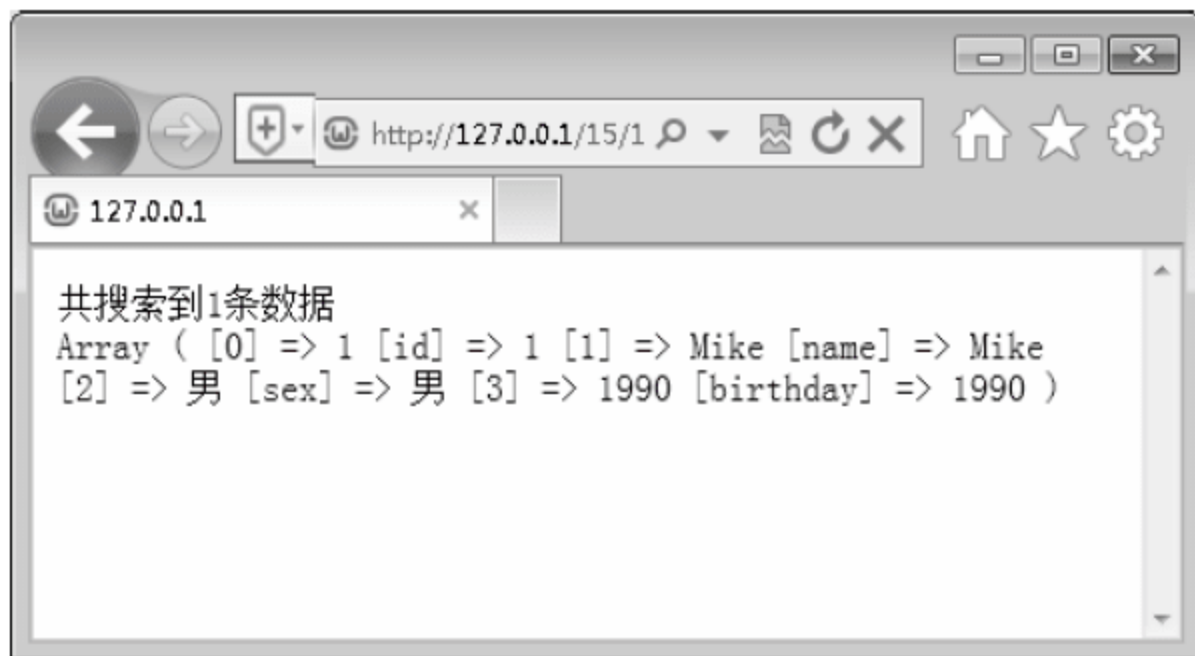 http://127.0.0.1/15/1
127.0.0.1
共搜索到1条数据
Array ( [0] => 1 [id] => 1 [1] => Mike [name] => Mike
[2] => 男 [sex] => 男 [3] => 1990 [birthday] => 1990 )